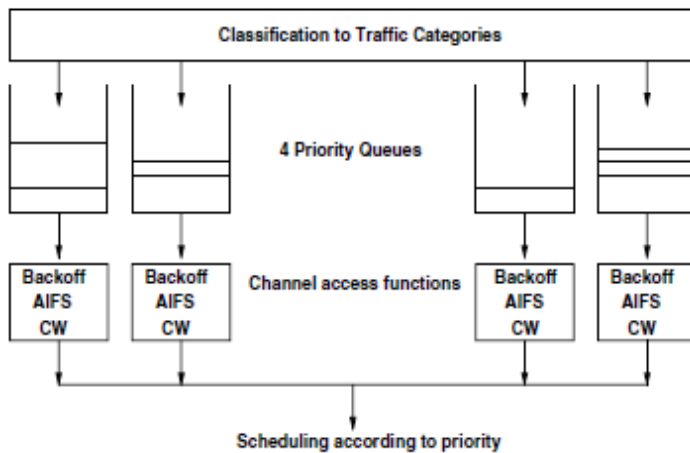 Classification to Traffic Categories
4 Priority Queues
Backoff
AIFS
CW
Backoff
AIFS
CW
Channel access functions
Backoff
AIFS
CW
Backoff
AIFS
CW
Scheduling according to priority